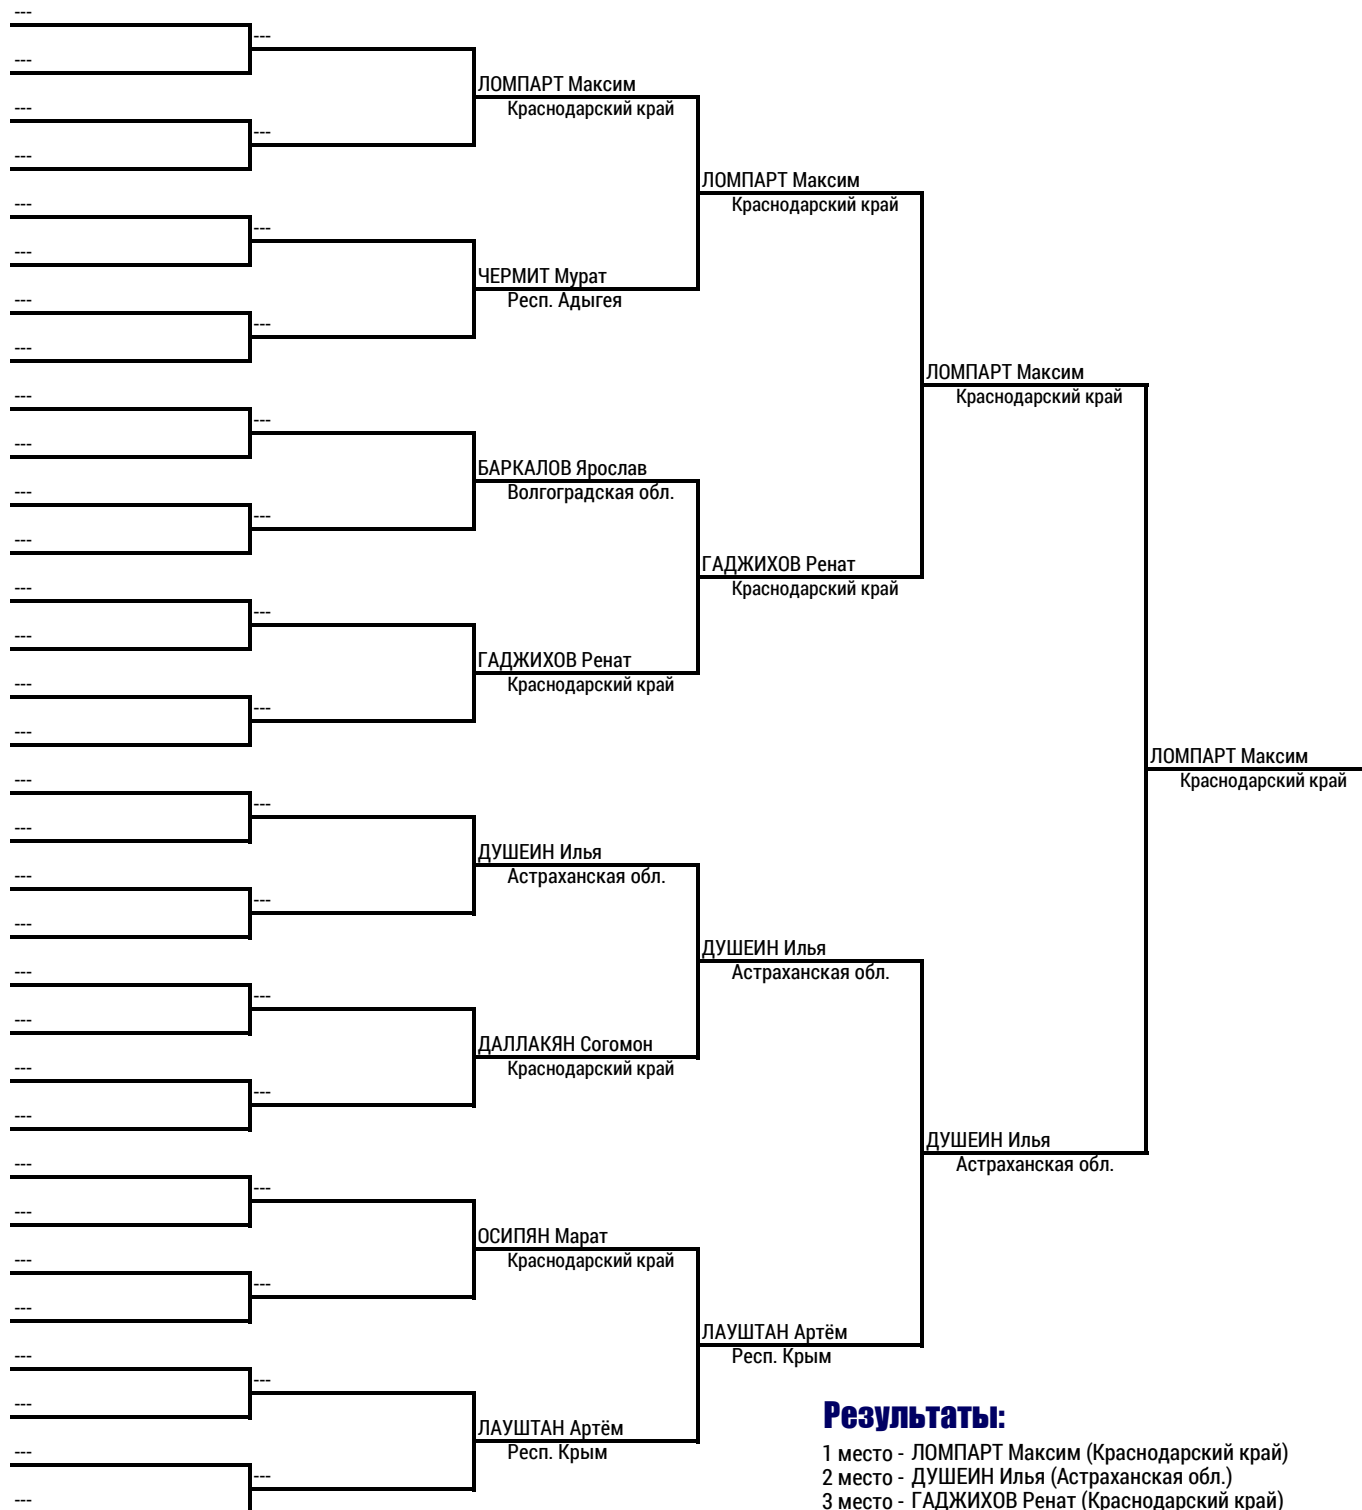 ---
---
---
ЛОМПАРТ Максим
Краснодарский край
---
---
---
ЛОМПАРТ Максим
Краснодарский край
---
---
---
ЧЕРМИТ Мурат
Респ. Адыгея
---
---
---
ЛОМПАРТ Максим
Краснодарский край
---
---
---
БАРКАЛОВ Ярослав
Волгоградская обл.
---
---
---
ГАДЖИХОВ Ренат
Краснодарский край
---
---
---
ГАДЖИХОВ Ренат
Краснодарский край
---
---
---
ЛОМПАРТ Максим
Краснодарский край
---
---
---
ДУШЕИН Илья
Астраханская обл.
---
---
---
ДУШЕИН Илья
Астраханская обл.
---
---
---
ДАЛЛАКЯН Согомон
Краснодарский край
---
---
---
ДУШЕИН Илья
Астраханская обл.
---
---
---
ОСИПЯН Марат
Краснодарский край
---
---
---
ЛАУШТАН Артём
Респ. Крым
---
---
---
ЛАУШТАН Артём
Респ. Крым
---
---
---
Результаты:
1 место - ЛОМПАРТ Максим (Краснодарский край)
2 место - ДУШЕИН Илья (Астраханская обл.)
3 место - ГАДЖИХОВ Ренат (Краснодарский край)